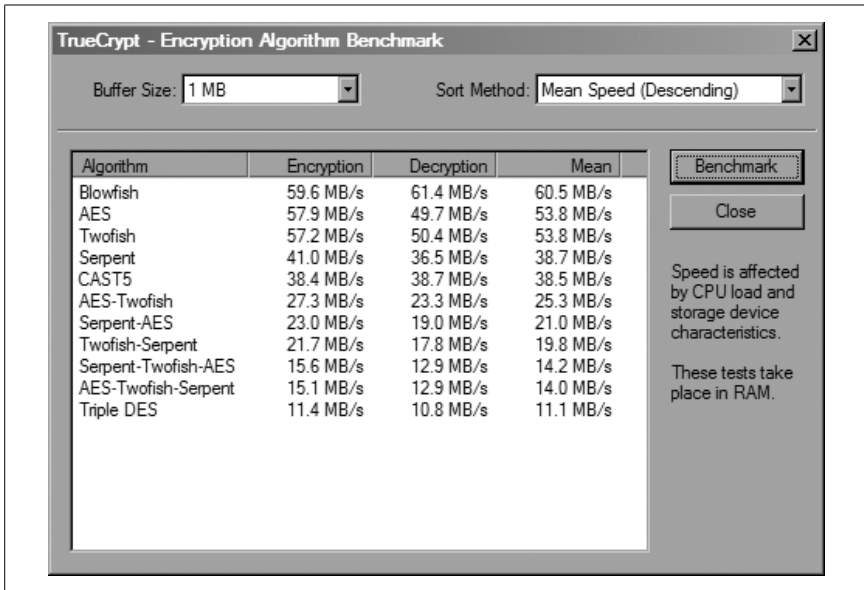 TrueCrypt - Encryption Algorithm Benchmark
Buffer Size: 1 MB Sort Method: Mean Speed (Descending)
Algorithm Encryption Decryption Mean
Blowfish 59.6 MB/s 61.4 MB/s 60.5 MB/s
AES 57.9 MB/s 49.7 MB/s 53.8 MB/s
Twofish 57.2 MB/s 50.4 MB/s 53.8 MB/s
Serpent 41.0 MB/s 36.5 MB/s 38.7 MB/s
CAST5 38.4 MB/s 38.7 MB/s 38.5 MB/s
AES-Twofish 27.3 MB/s 23.3 MB/s 25.3 MB/s
Serpent-AES 23.0 MB/s 19.0 MB/s 21.0 MB/s
Twofish-Serpent 21.7 MB/s 17.8 MB/s 19.8 MB/s
Serpent-Twofish-AES 15.6 MB/s 12.9 MB/s 14.2 MB/s
AES-Twofish-Serpent 15.1 MB/s 12.9 MB/s 14.0 MB/s
Triple DES 11.4 MB/s 10.8 MB/s 11.1 MB/s
Benchmark
Close
Speed is affected
by CPU load and
storage device
characteristics.
These tests take
place in RAM.